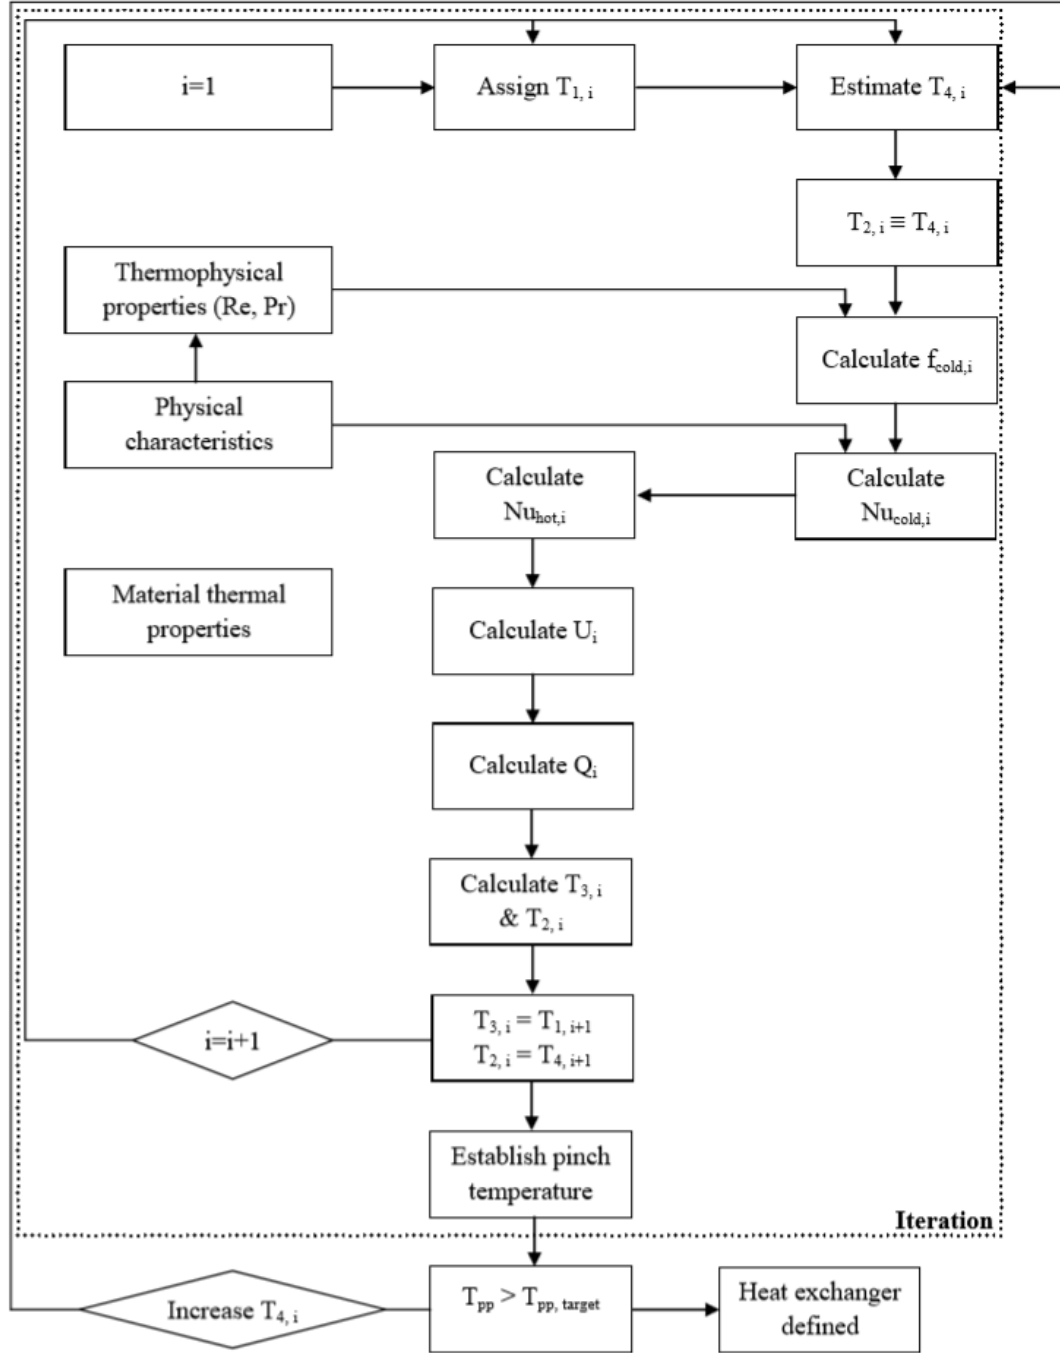 i=1
Assign T1, i
Estimate T4, i
T2, i ≡ T4, i
Thermophysical
properties (Re, Pr)
Calculate fcold,i
Physical
characteristics
Calculate
Nucold,i
Calculate
Nuhot,i
Material thermal
properties
Calculate Ui
Calculate Qi
Calculate T3, i
& T2, i
i=i+1
T3, i = T1, i+1
T2, i = T4, i+1
Establish pinch
temperature
Iteration
Increase T4, i
Tpp > Tpp, target
Heat exchanger
defined